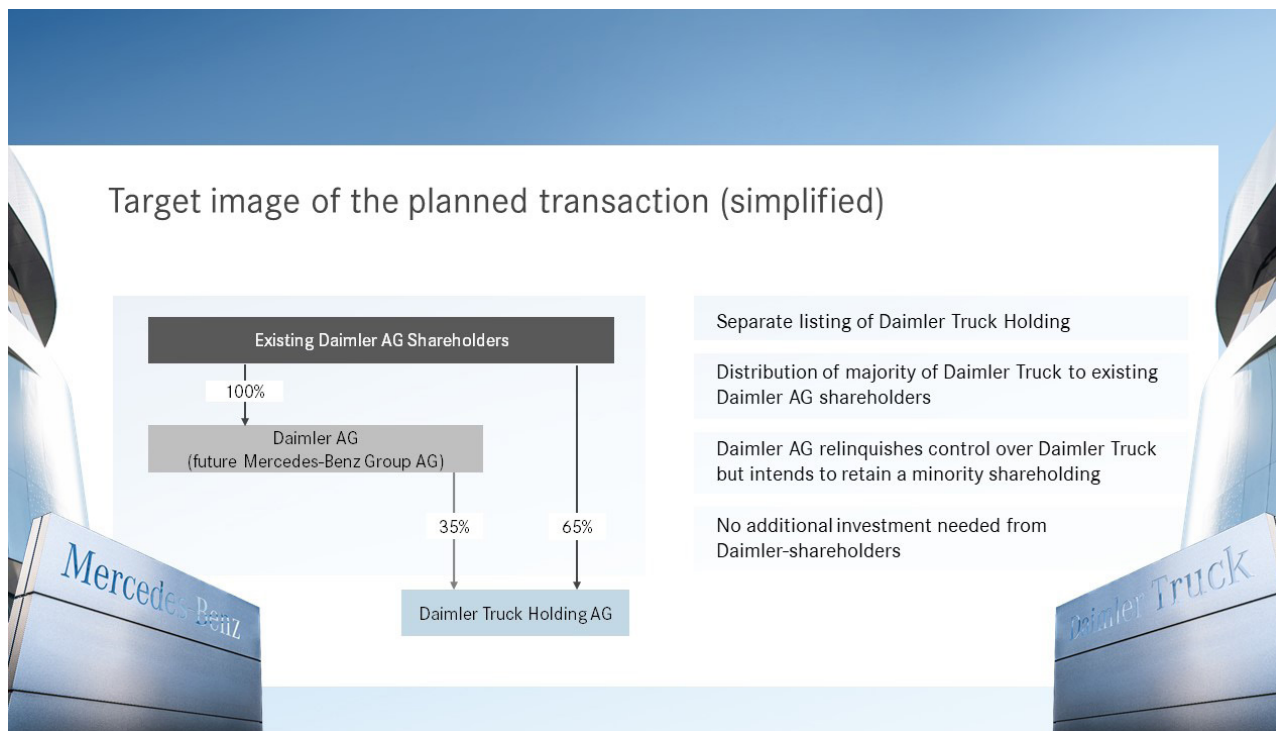 Target image of the planned transaction (simplified)
Existing Daimler AG Shareholders
100%
Daimler AG
(future Mercedes-Benz Group AG)
35%
65%
Daimler Truck Holding AG
Separate listing of Daimler Truck Holding
Distribution of majority of Daimler Truck to existing
Daimler AG shareholders
Daimler AG relinquishes control over Daimler Truck
but intends to retain a minority shareholding
No additional investment needed from
Daimler-shareholders
Mercedes-Benz
Daimler Truck